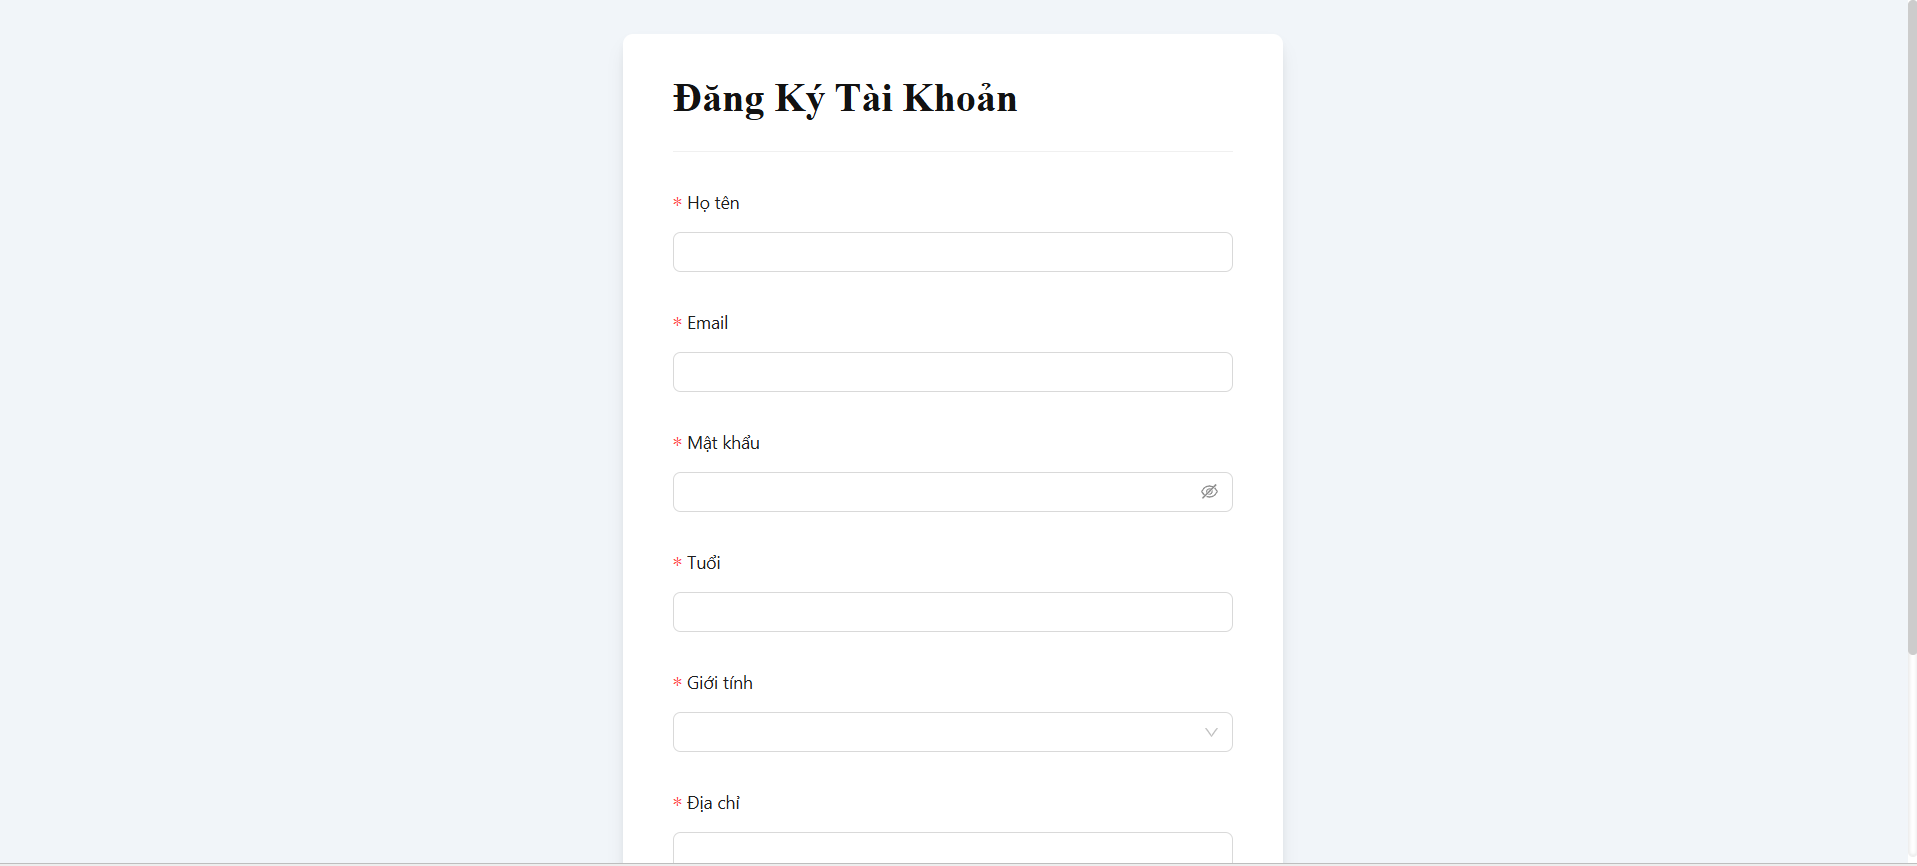 Đăng Ký Tài Khoản
* Họ tên
* Email
* Mật khẩu
* Tuổi
* Giới tính
* Địa chỉ